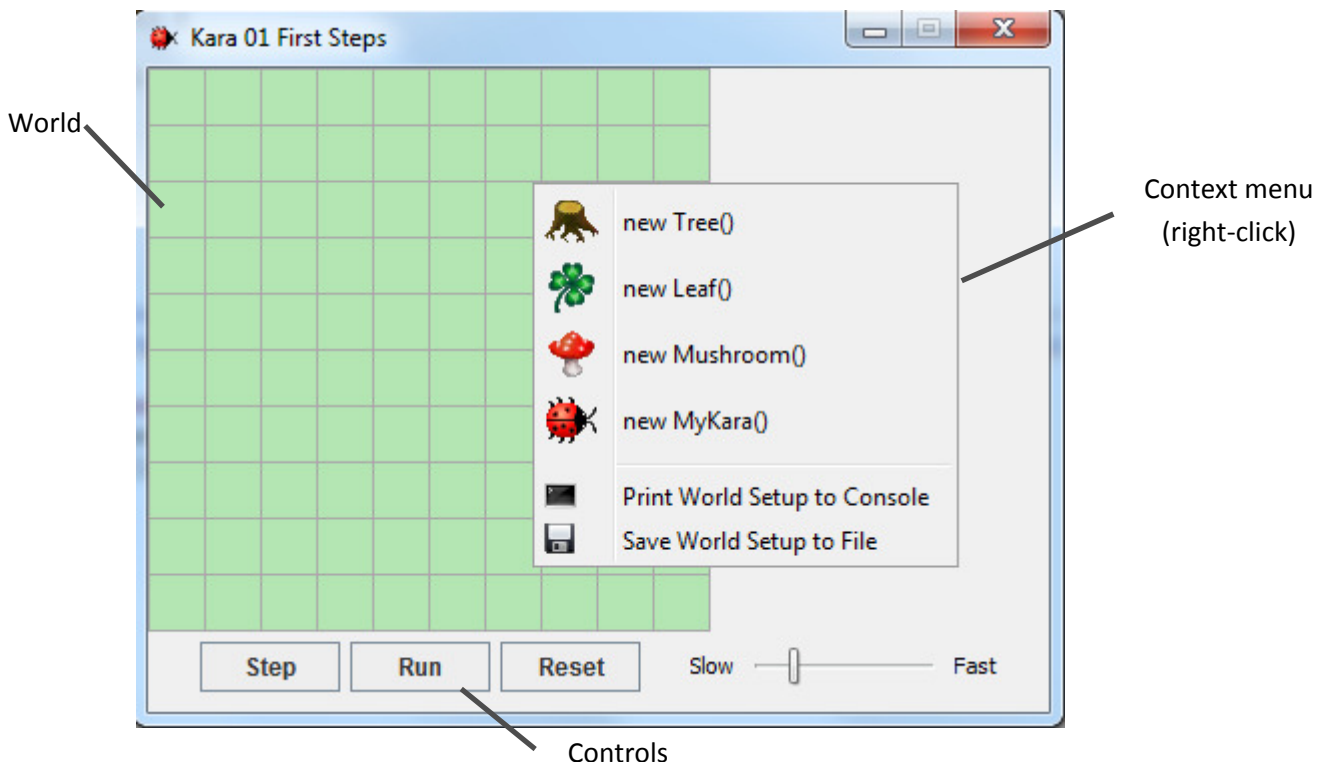 Kara 01 First Steps
World
new Tree()
new Leaf()
new Mushroom()
new MyKara()
Print World Setup to Console
Save World Setup to File
Context menu
(right-click)
Step
Run
Reset
Slow
Fast
Controls